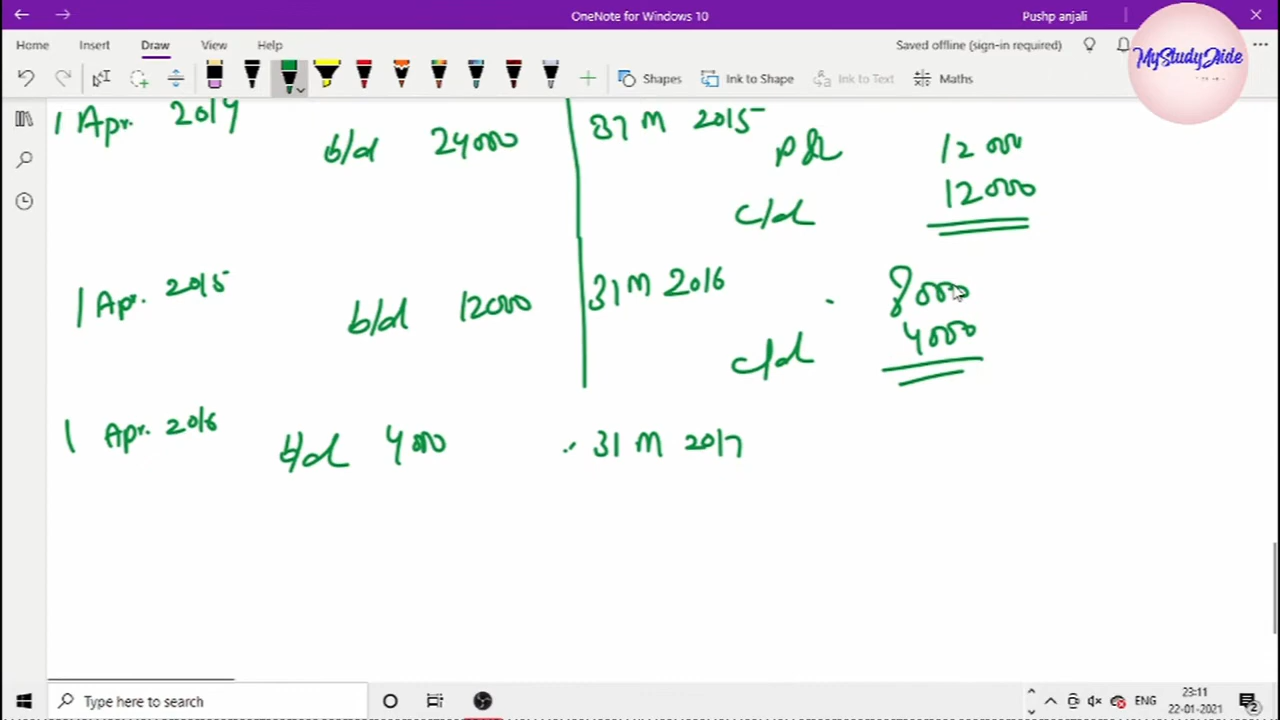 OneNote for Windows 10
Pushp anjali
MyStudyZide
Home Insert Draw View Help
Saved offline (sign-in required)
Shapes Ink to Shape Ink to Text Maths
1 Apr. 2014 31 M 2015
b/d 24000 P&L 12000
c/d 12000
1 Apr. 2015 31 M 2016
b/d 12000 8000
c/d 4000
1 Apr. 2016
b/d 4000 31 M 2017
Type here to search
ENG
23:11
22-01-2021
2